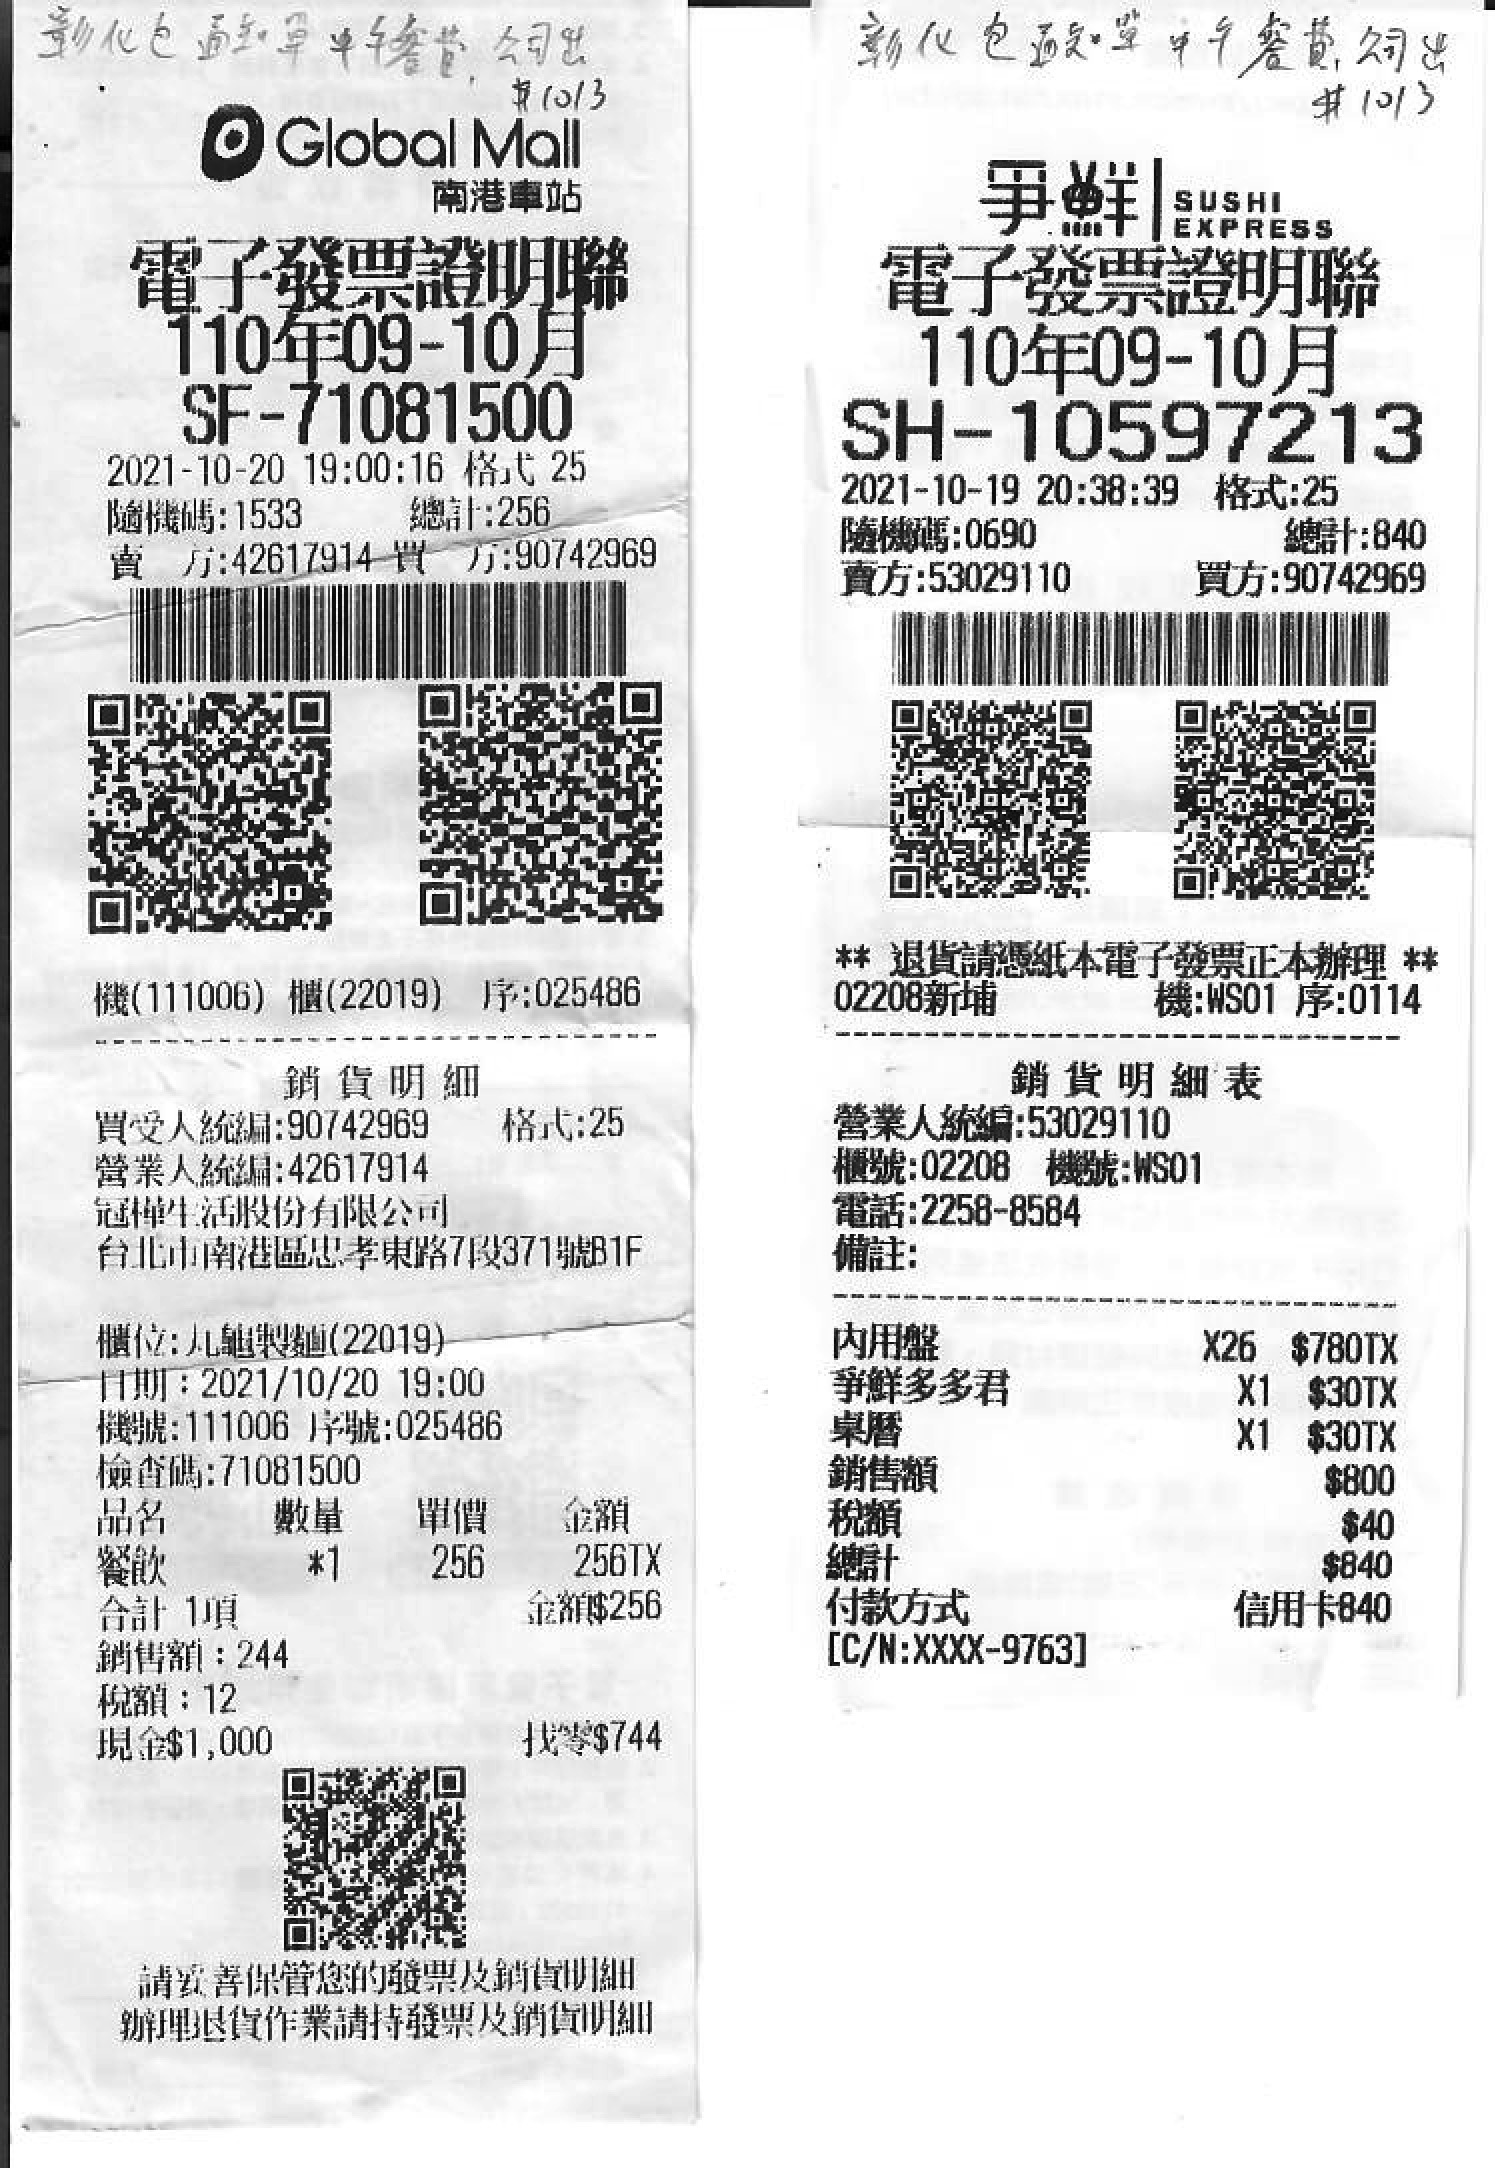 彰化包通知單 中午餐費, 公司出
#1013
Global Mall
南港車站
電子發票證明聯
110年09-10月
SF-71081500
2021-10-20 19:00:16 格式 25
隨機碼:1533 總計:256
賣 方:42617914 買 方:90742969
機(111006) 櫃(22019) 序:025486
銷貨明細
買受人統編:90742969 格式:25
營業人統編:42617914
冠樺生活股份有限公司
台北市南港區忠孝東路7段371號B1F
櫃位:丸龜製麵(22019)
日期:2021/10/20 19:00
機號:111006 序號:025486
檢查碼:71081500
品名 數量 單價 金額
餐飲 *1 256 256TX
合計 1項 金額$256
銷售額:244
稅額:12
現金$1,000 找零$744
請妥善保管您的發票及銷貨明細
辦理退貨作業請持發票及銷貨明細
彰化包通知單 中午餐費, 公司出
#1013
爭鮮 SUSHI
EXPRESS
電子發票證明聯
110年09-10月
SH-10597213
2021-10-19 20:38:39 格式:25
隨機碼:0690 總計:840
賣方:53029110 買方:90742969
** 退貨請憑紙本電子發票正本辦理 **
02208新埔 機:WS01 序:0114
銷貨明細表
營業人統編:53029110
櫃號:02208 機號:WS01
電話:2258-8584
備註:
內用盤 X26 $780TX
爭鮮多多君 X1 $30TX
桌曆 X1 $30TX
銷售額 $800
稅額 $40
總計 $840
付款方式 信用卡840
[C/N:XXXX-9763]